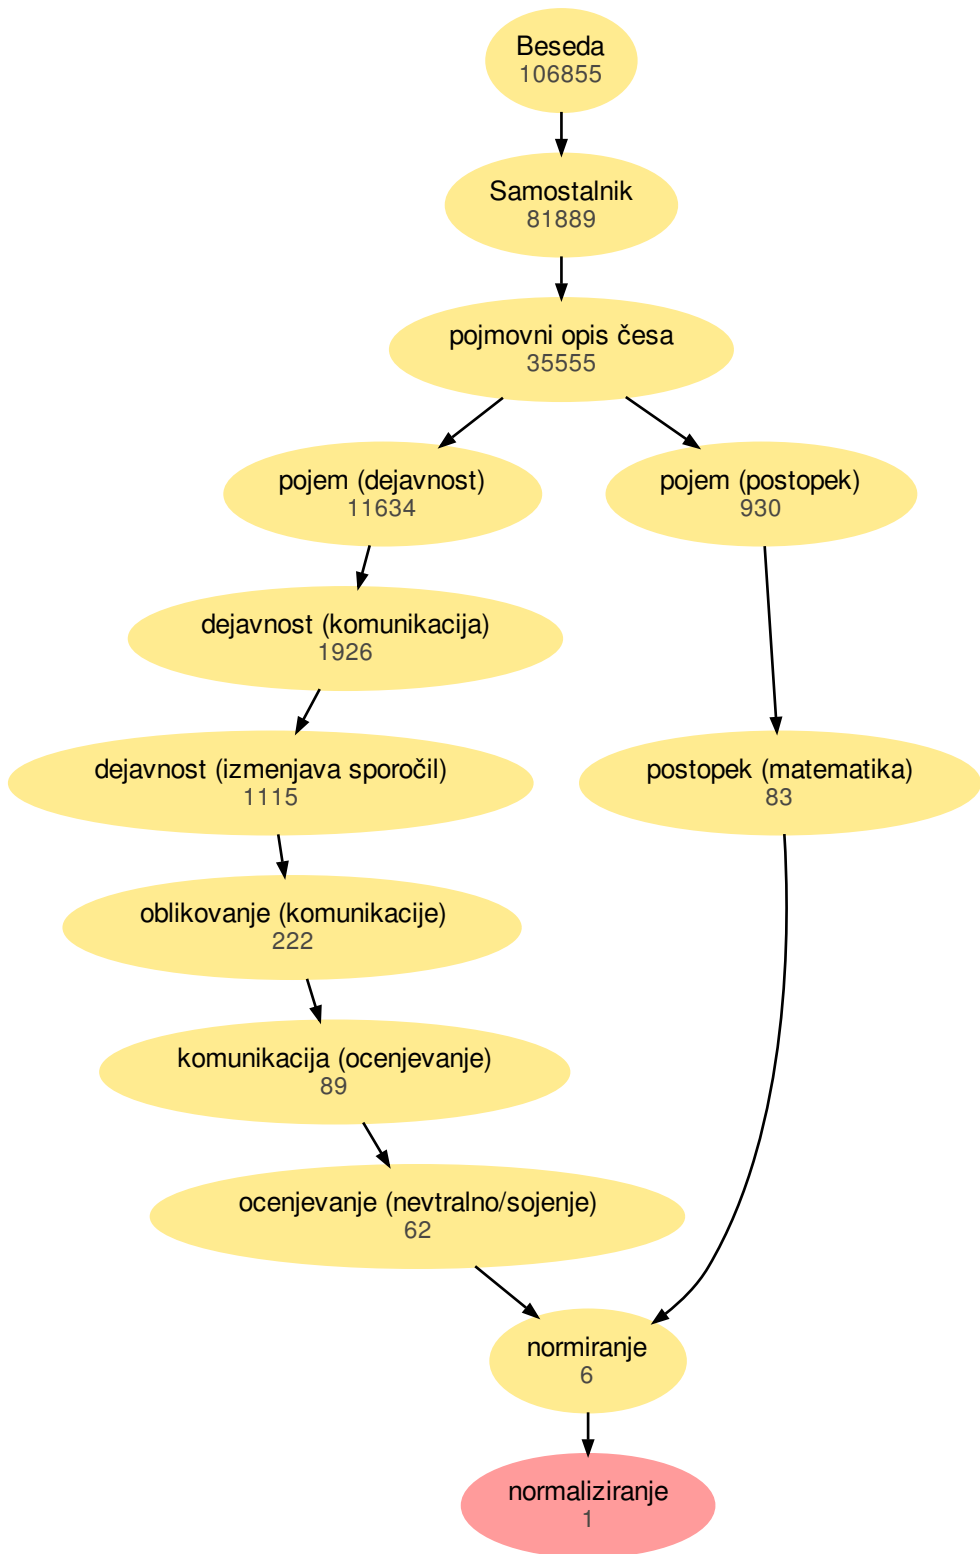 Beseda
106855
Samostalnik
81889
pojmovni opis česa
35555
pojem (dejavnost)
11634
pojem (postopek)
930
dejavnost (komunikacija)
1926
dejavnost (izmenjava sporočil)
1115
postopek (matematika)
83
oblikovanje (komunikacije)
222
komunikacija (ocenjevanje)
89
ocenjevanje (nevtralno/sojenje)
62
normiranje
6
normaliziranje
1